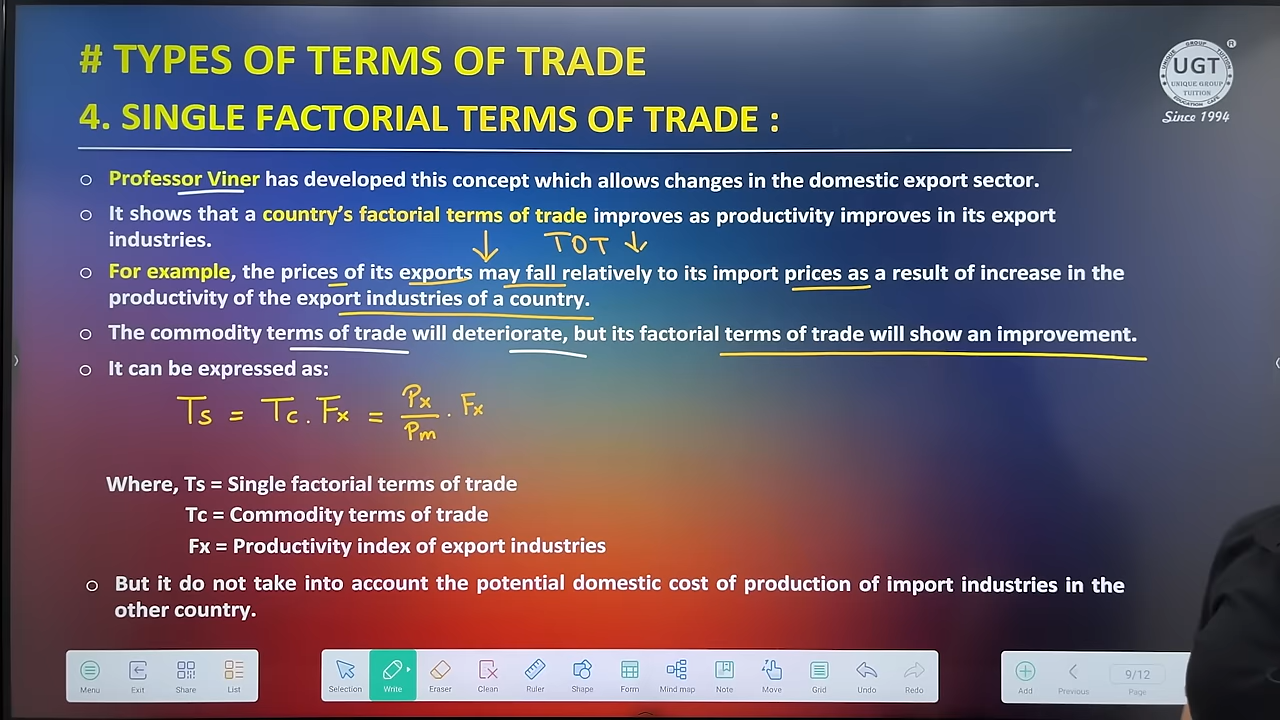 # TYPES OF TERMS OF TRADE
4. SINGLE FACTORIAL TERMS OF TRADE :
UNIQUE GROUP TUITION
®
UGT
UNIQUE GROUP
TUITION
EDUCATION CAFE
Since 1994
Professor Viner has developed this concept which allows changes in the domestic export sector.
It shows that a country's factorial terms of trade improves as productivity improves in its export
industries.
↓ TOT ↓
For example, the prices of its exports may fall relatively to its import prices as a result of increase in the
productivity of the export industries of a country.
The commodity terms of trade will deteriorate, but its factorial terms of trade will show an improvement.
It can be expressed as:
Ts = Tc . Fx = Px / Pm . Fx
Where, Ts = Single factorial terms of trade
Tc = Commodity terms of trade
Fx = Productivity index of export industries
But it do not take into account the potential domestic cost of production of import industries in the
other country.
Menu Exit Share List Selection Write Eraser Clean Ruler Shape Form Mind map Note Move Grid Undo Redo Add Previous 9/12 Page